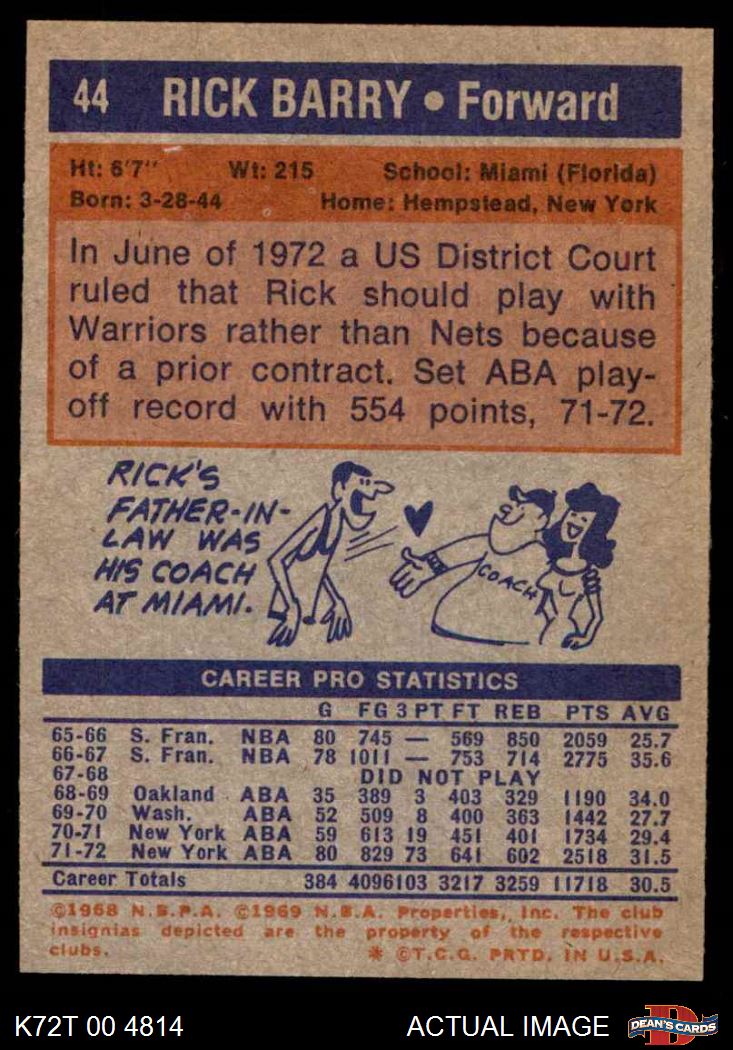 44 RICK BARRY • Forward
Ht: 6'7" Wt: 215 School: Miami (Florida)
Born: 3-28-44 Home: Hempstead, New York
In June of 1972 a US District Court
ruled that Rick should play with
Warriors rather than Nets because
of a prior contract. Set ABA play-
off record with 554 points, 71-72.
RICK'S
FATHER-IN-
LAW WAS
HIS COACH
AT MIAMI.
COACH
CAREER PRO STATISTICS
G FG 3 PT FT REB PTS AVG
65-66 S. Fran. NBA 80 745 — 569 850 2059 25.7
66-67 S. Fran. NBA 78 1011 — 753 714 2775 35.6
67-68 DID NOT PLAY
68-69 Oakland ABA 35 389 3 403 329 1190 34.0
69-70 Wash. ABA 52 509 8 400 363 1442 27.7
70-71 New York ABA 59 613 19 451 401 1734 29.4
71-72 New York ABA 80 829 73 641 602 2518 31.5
Career Totals 384 4096 103 3217 3259 11718 30.5
©1968 N.B.P.A. ©1969 N.B.A. Properties, Inc. The club
insignias depicted are the property of the respective
clubs.
* ©T.C.G. PRTD. IN U.S.A.
K72T 00 4814 ACTUAL IMAGE D DEAN'S CARDS